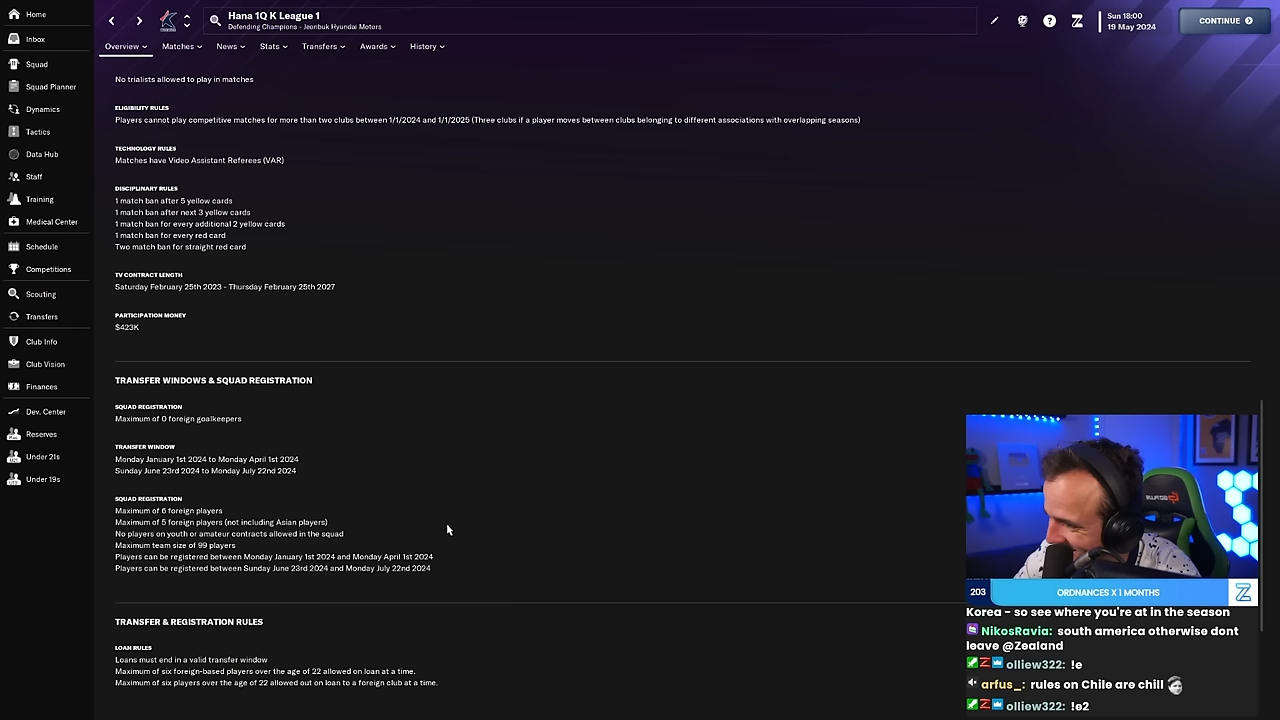 Home
Inbox
Squad
Squad Planner
Dynamics
Tactics
Data Hub
Staff
Training
Medical Center
Schedule
Competitions
Scouting
Transfers
Club Info
Club Vision
Finances
Dev. Center
Reserves
Under 21s
Under 19s
Hana 1Q K League 1
Defending Champions - Jeonbuk Hyundai Motors
Sun 18:00
19 May 2024
CONTINUE
Overview
Matches
News
Stats
Transfers
Awards
History
No trialists allowed to play in matches
ELIGIBILITY RULES
Players cannot play competitive matches for more than two clubs between 1/1/2024 and 1/1/2025 (Three clubs if a player moves between clubs belonging to different associations with overlapping seasons)
TECHNOLOGY RULES
Matches have Video Assistant Referees (VAR)
DISCIPLINARY RULES
1 match ban after 5 yellow cards
1 match ban after next 3 yellow cards
1 match ban for every additional 2 yellow cards
1 match ban for every red card
Two match ban for straight red card
TV CONTRACT LENGTH
Saturday February 25th 2023 - Thursday February 25th 2027
PARTICIPATION MONEY
$423K
TRANSFER WINDOWS & SQUAD REGISTRATION
SQUAD REGISTRATION
Maximum of 0 foreign goalkeepers
TRANSFER WINDOW
Monday January 1st 2024 to Monday April 1st 2024
Sunday June 23rd 2024 to Monday July 22nd 2024
SQUAD REGISTRATION
Maximum of 6 foreign players
Maximum of 5 foreign players (not including Asian players)
No players on youth or amateur contracts allowed in the squad
Maximum team size of 99 players
Players can be registered between Monday January 1st 2024 and Monday April 1st 2024
Players can be registered between Sunday June 23rd 2024 and Monday July 22nd 2024
TRANSFER & REGISTRATION RULES
LOAN RULES
Loans must end in a valid transfer window
Maximum of six foreign-based players over the age of 22 allowed on loan at a time.
Maximum of six players over the age of 22 allowed out on loan to a foreign club at a time.
203
ORDNANCES X 1 MONTHS
Z
Korea - so see where you're at in the season
NikosRavia: south america otherwise dont
leave @Zealand
olliew322: !e
arfus_: rules on Chile are chill
olliew322: !e2